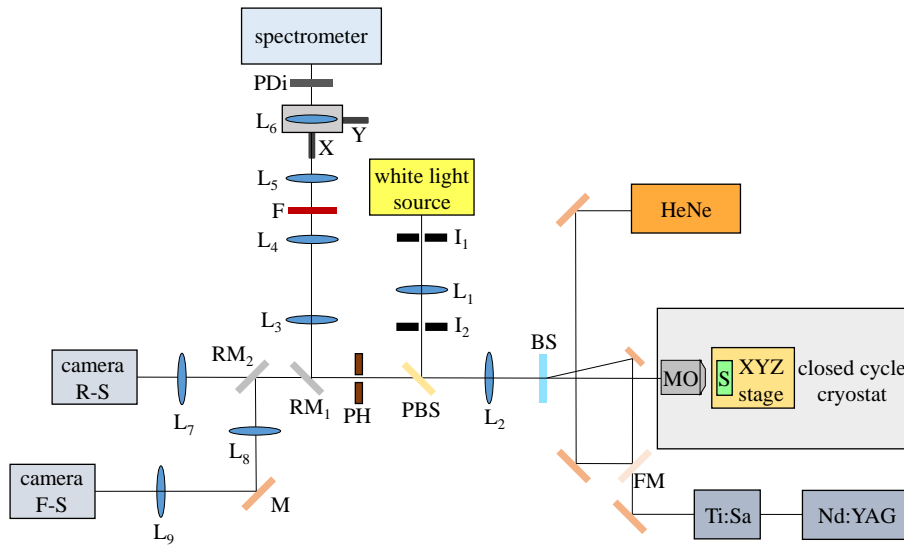 spectrometer
PDi
L6
Y
X
L5
white light
source
F
HeNe
L4
I1
L1
L3
I2
BS
RM2
camera
R-S
MO
S
XYZ
stage
closed cycle
cryostat
RM1
PH
PBS
L2
L7
L8
FM
camera
F-S
M
L9
Ti:Sa
Nd:YAG